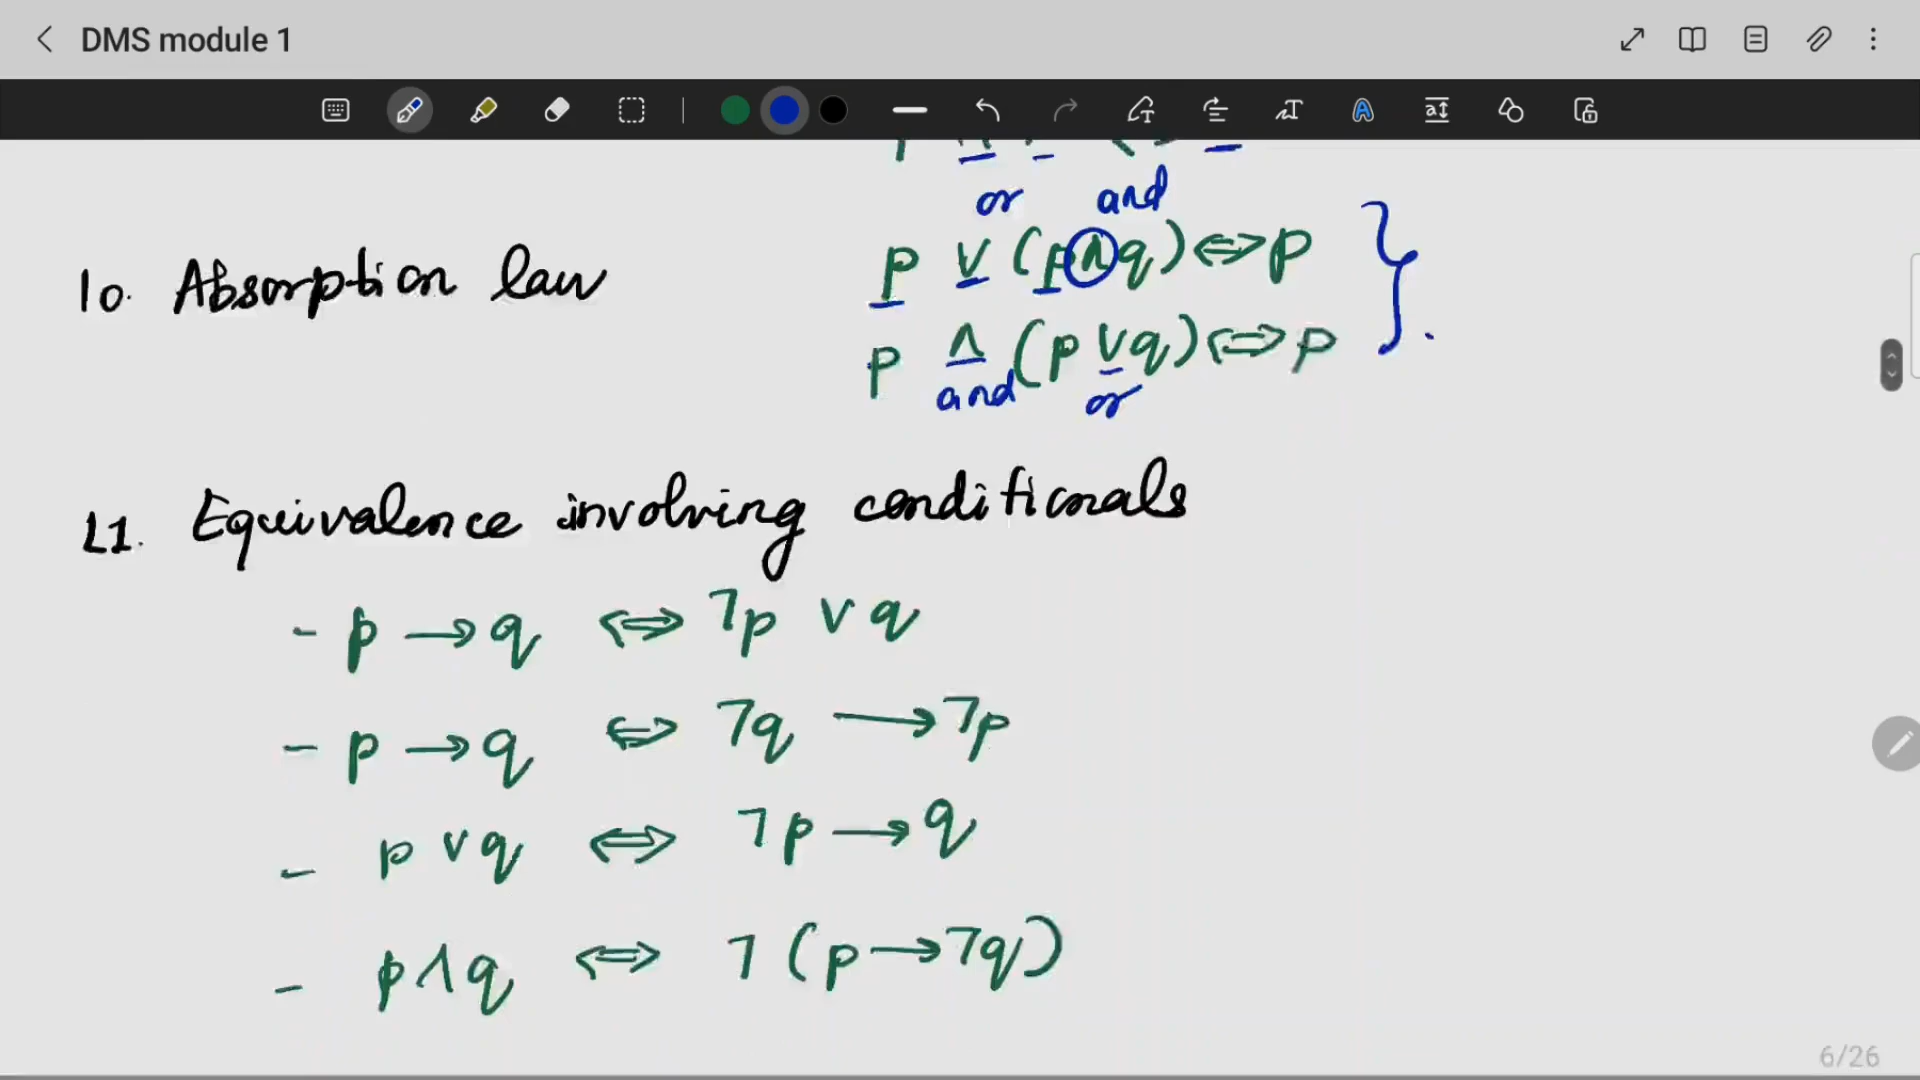 DMS module 1
or and
10. Absorption law p ∨ (p ∧ q) ⇔ p
p ∧ (p ∨ q) ⇔ p
and or
11. Equivalence involving conditionals
- p → q ⇔ ¬p ∨ q
- p → q ⇔ ¬q → ¬p
- p ∨ q ⇔ ¬p → q
- p ∧ q ⇔ ¬(p → ¬q)
6/26